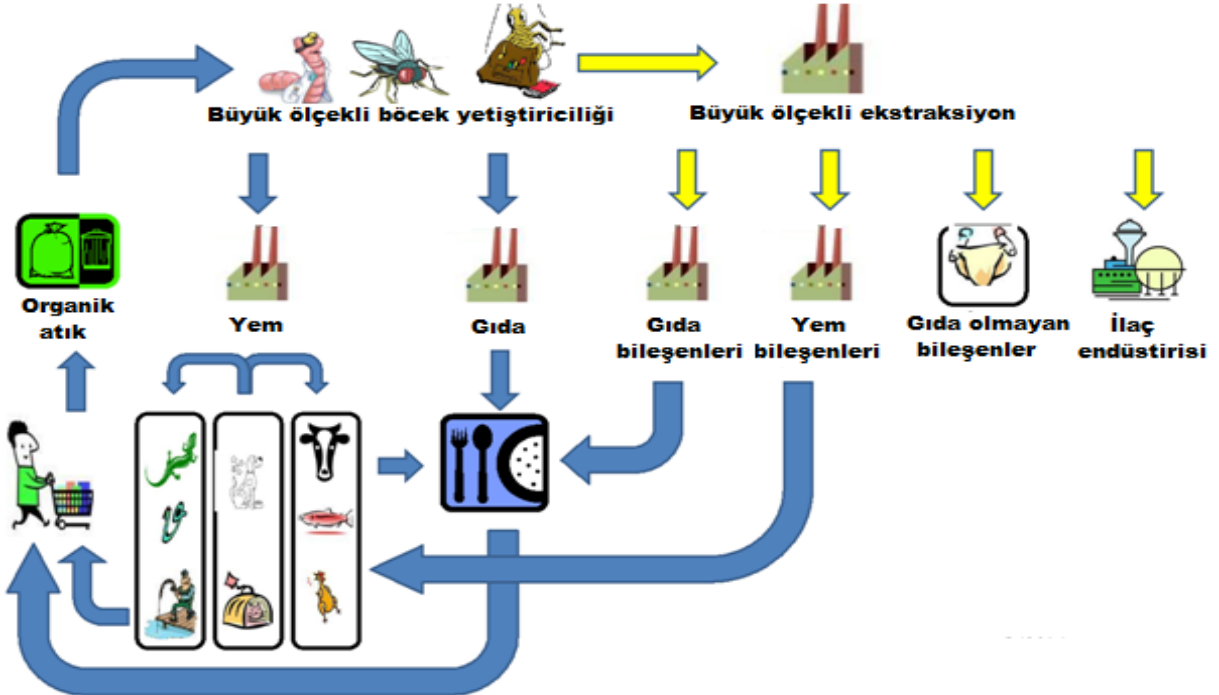 Büyük ölçekli böcek yetiştiriciliği
Büyük ölçekli ekstraksiyon
Organik
atık
Yem
Gıda
Gıda
bileşenleri
Yem
bileşenleri
Gıda olmayan
bileşenler
İlaç
endüstirisi